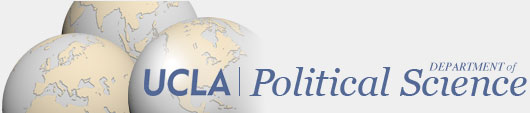 DEPARTMENT of
UCLA | Political Science